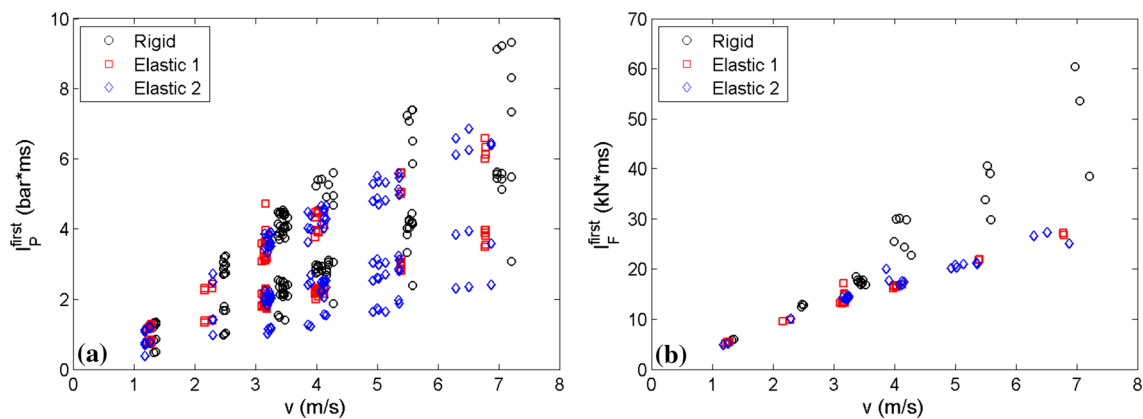 10
8
6
4
2
0
I_P^first (bar*ms)
Rigid
Elastic 1
Elastic 2
(a)
0 1 2 3 4 5 6 7 8
v (m/s)
70
60
50
40
30
20
10
0
I_F^first (kN*ms)
Rigid
Elastic 1
Elastic 2
(b)
0 1 2 3 4 5 6 7 8
v (m/s)